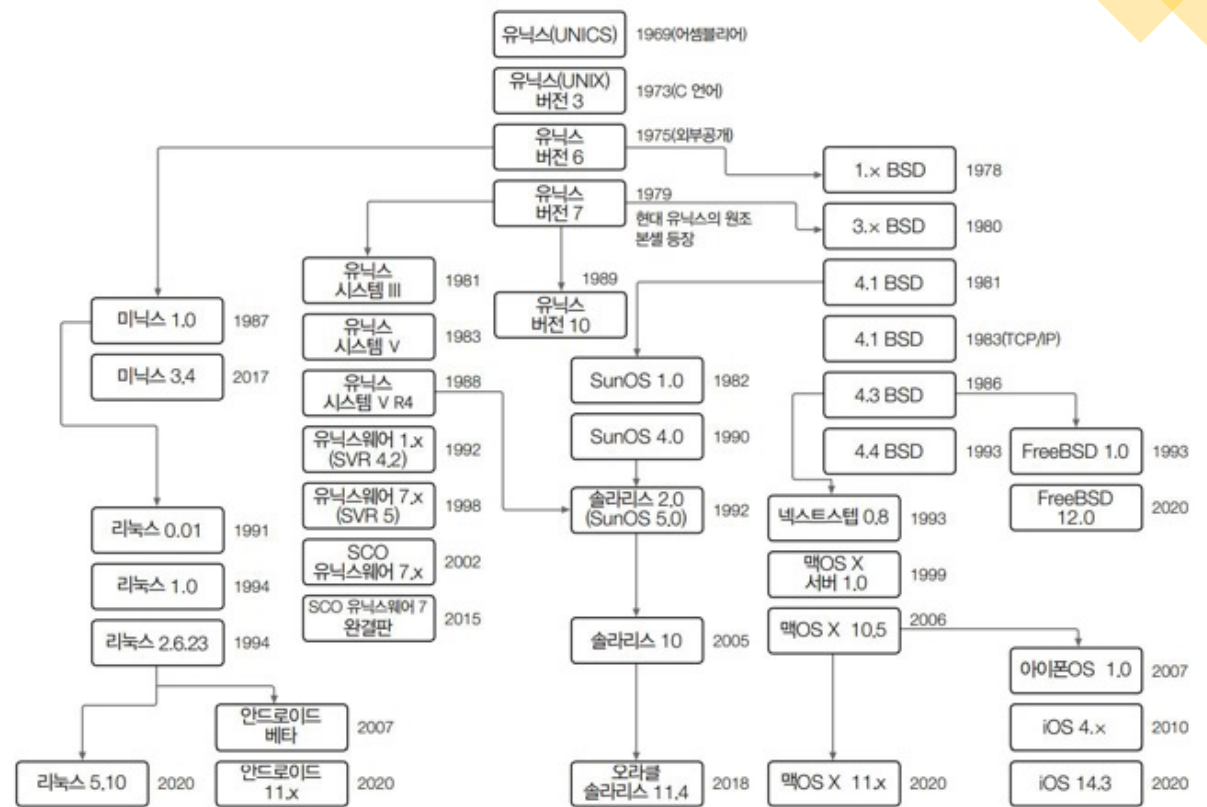 유닉스(UNICS)
1969(어셈블리어)
유닉스(UNIX)
버전 3
1973(C 언어)
유닉스
버전 6
1975(외부공개)
1.× BSD
1978
유닉스
버전 7
1979
현대 유닉스의 원조
본셸 등장
3.× BSD
1980
유닉스
시스템 III
1981
1989
유닉스
버전 10
4.1 BSD
1981
미닉스 1.0
1987
유닉스
시스템 V
1983
4.1 BSD
1983(TCP/IP)
미닉스 3.4
2017
유닉스
시스템 V R4
1988
SunOS 1.0
1982
4.3 BSD
1986
유닉스웨어 1.x
(SVR 4.2)
1992
SunOS 4.0
1990
4.4 BSD
1993
FreeBSD 1.0
1993
리눅스 0.01
1991
유닉스웨어 7.x
(SVR 5)
1998
솔라리스 2.0
(SunOS 5.0)
1992
넥스트스텝 0.8
1993
FreeBSD
12.0
2020
리눅스 1.0
1994
SCO
유닉스웨어 7.x
2002
맥OS X
서버 1.0
1999
리눅스 2.6.23
1994
SCO 유닉스웨어 7
완결판
2015
솔라리스 10
2005
맥OS X 10.5
2006
아이폰OS 1.0
2007
안드로이드
베타
2007
iOS 4.×
2010
리눅스 5.10
2020
안드로이드
11.x
2020
오라클
솔라리스 11.4
2018
맥OS X 11.x
2020
iOS 14.3
2020